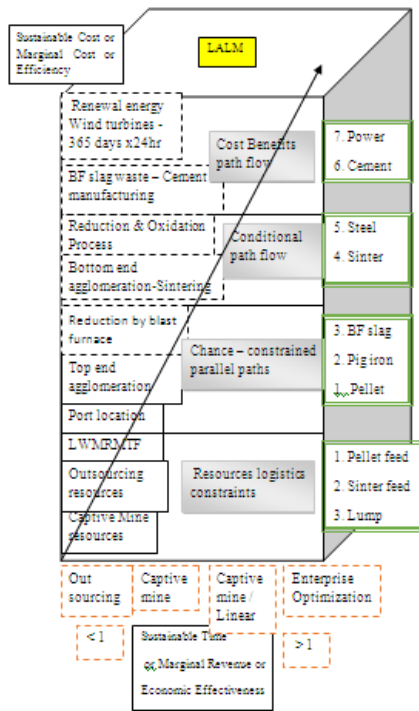 Sustainable Cost or
Marginal Cost or
Efficiency
LALM
Renewal energy
Wind turbines -
365 days x24hr
BF slag waste – Cement
manufacturing
Reduction & Oxidation
Process
Bottom end
agglomeration-Sintering
Reduction by blast
furnace
Top end
agglomeration
Port location
LWMRMTF
Outsourcing
resources
Captive Mine
resources
Cost Benefits
path flow
Conditional
path flow
Chance – constrained
parallel paths
Resources logistics
constraints
7. Power
6. Cement
5. Steel
4. Sinter
3. BF slag
2. Pig iron
1. Pellet
1. Pellet feed
2. Sinter feed
3. Lump
Out
sourcing
Captive
mine
Captive
mine /
Linear
Enterprise
Optimization
< 1
> 1
Sustainable Time
or Marginal Revenue or
Economic Effectiveness